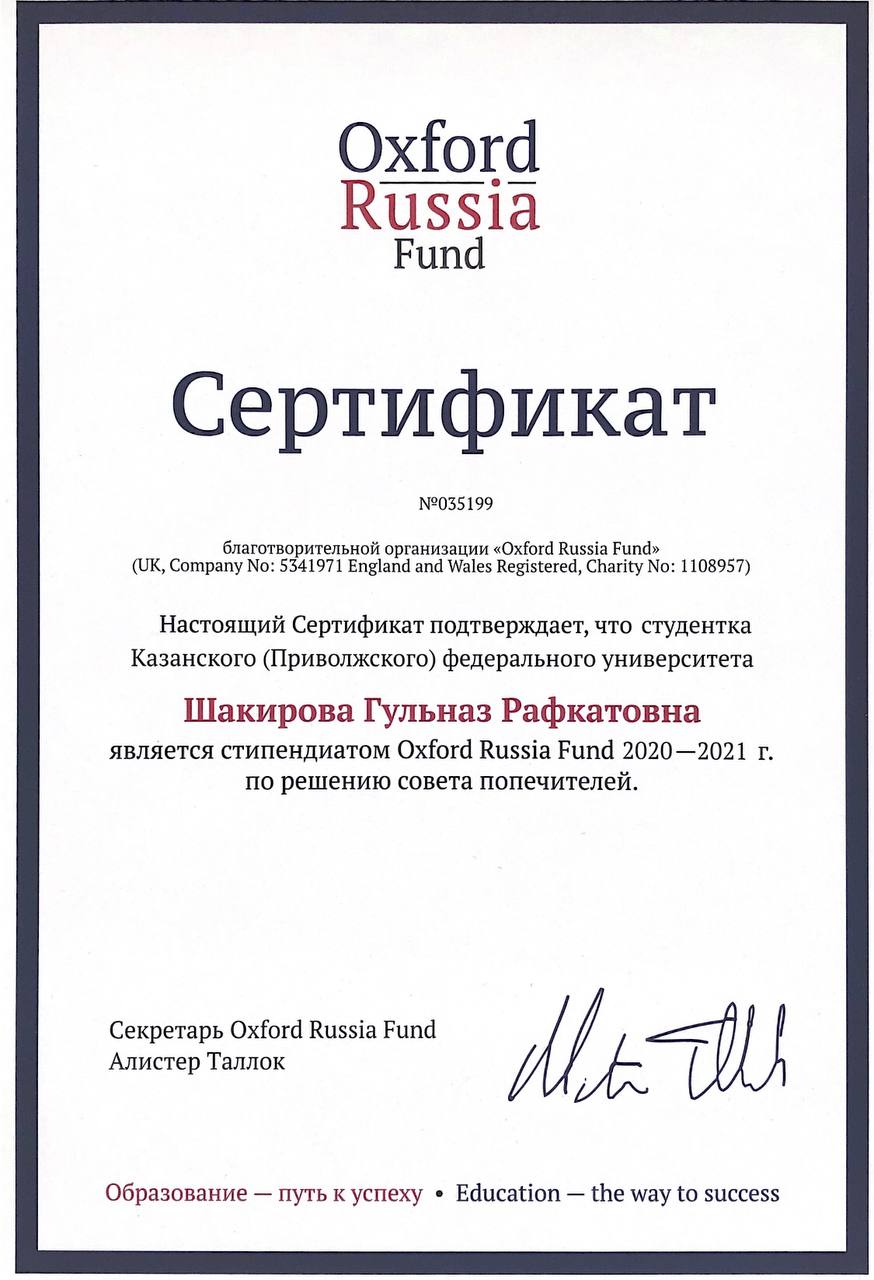 Oxford
Russia
Fund
Сертификат
№035199
благотворительной организации «Oxford Russia Fund»
(UK, Company No: 5341971 England and Wales Registered, Charity No: 1108957)
Настоящий Сертификат подтверждает, что студентка
Казанского (Приволжского) федерального университета
Шакирова Гульназ Рафкатовна
является стипендиатом Oxford Russia Fund 2020—2021 г.
по решению совета попечителей.
Секретарь Oxford Russia Fund
Алистер Таллок
Образование — путь к успеху • Education — the way to success